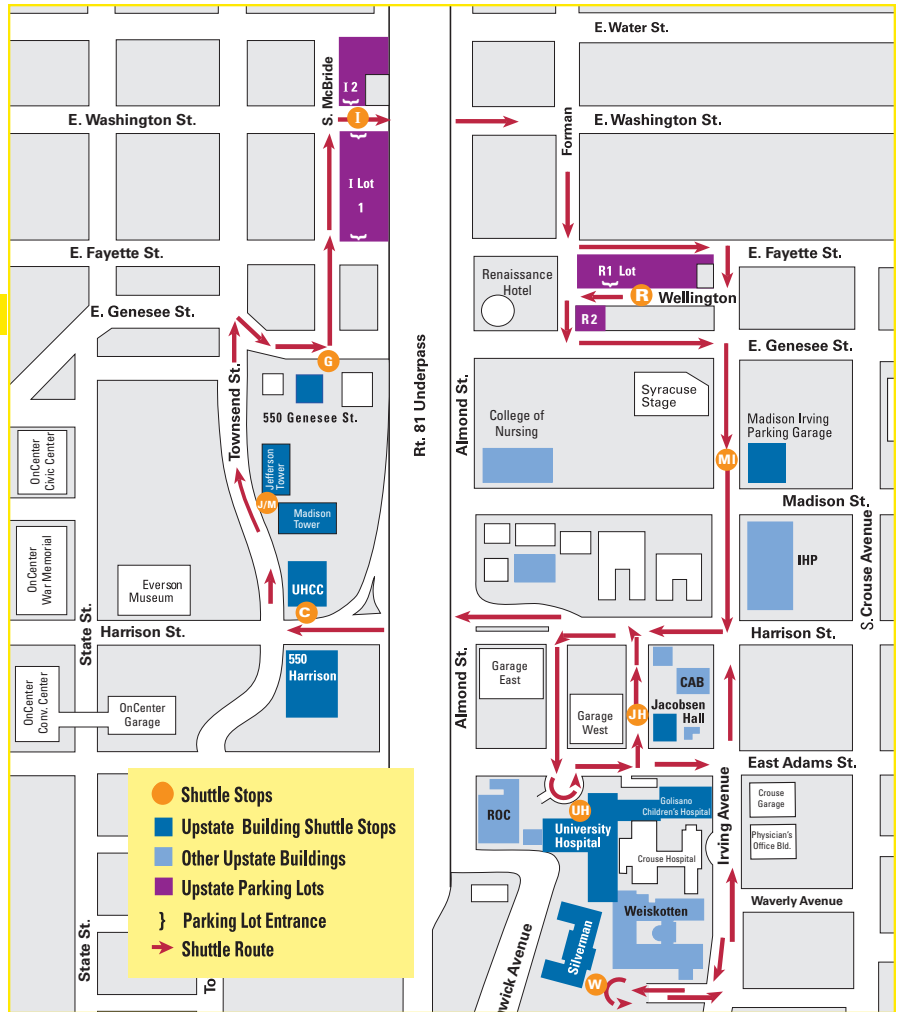 E. Water St.
S. McBride
I 2
I
E. Washington St.
E. Washington St.
Forman
I Lot
1
E. Fayette St.
E. Fayette St.
Renaissance
Hotel
R1 Lot
R
Wellington
R2
E. Genesee St.
E. Genesee St.
G
Townsend St.
550 Genesee St.
Rt. 81 Underpass
Almond St.
Syracuse
Stage
College of
Nursing
Madison Irving
Parking Garage
MI
OnCenter
Civic Center
Jefferson
Tower
J/M
Madison
Tower
Madison St.
OnCenter
War Memorial
Everson
Museum
UHCC
C
IHP
S. Crouse Avenue
State St.
Harrison St.
Harrison St.
550
Harrison
Almond St.
Garage
East
Garage
West
CAB
Jacobsen
Hall
JH
OnCenter
Conv. Center
OnCenter
Garage
East Adams St.
Shuttle Stops
Upstate Building Shuttle Stops
Other Upstate Buildings
Upstate Parking Lots
} Parking Lot Entrance
Shuttle Route
ROC
UH
University
Hospital
Golisano
Children's Hospital
Crouse Hospital
Irving Avenue
Crouse
Garage
Physician's
Office Bld.
Weiskotten
Waverly Avenue
Silverman
W
State St.
To
wick Avenue